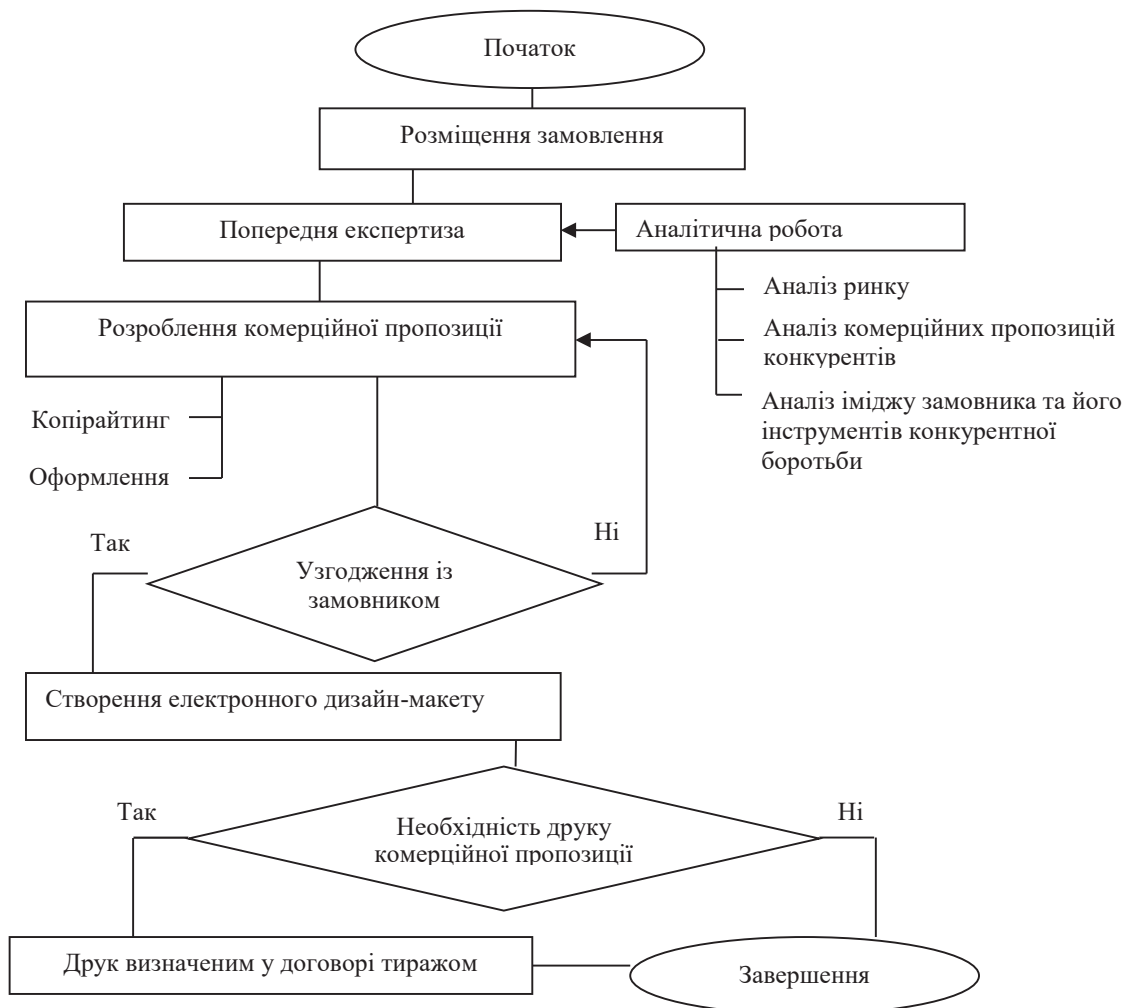 Початок
Розміщення замовлення
Попередня експертиза
Аналітична робота
Аналіз ринку
Аналіз комерційних пропозицій
конкурентів
Аналіз іміджу замовника та його
інструментів конкурентної
боротьби
Розроблення комерційної пропозиції
Копірайтинг
Оформлення
Так
Ні
Узгодження із
замовником
Створення електронного дизайн-макету
Так
Ні
Необхідність друку
комерційної пропозиції
Друк визначеним у договорі тиражом
Завершення